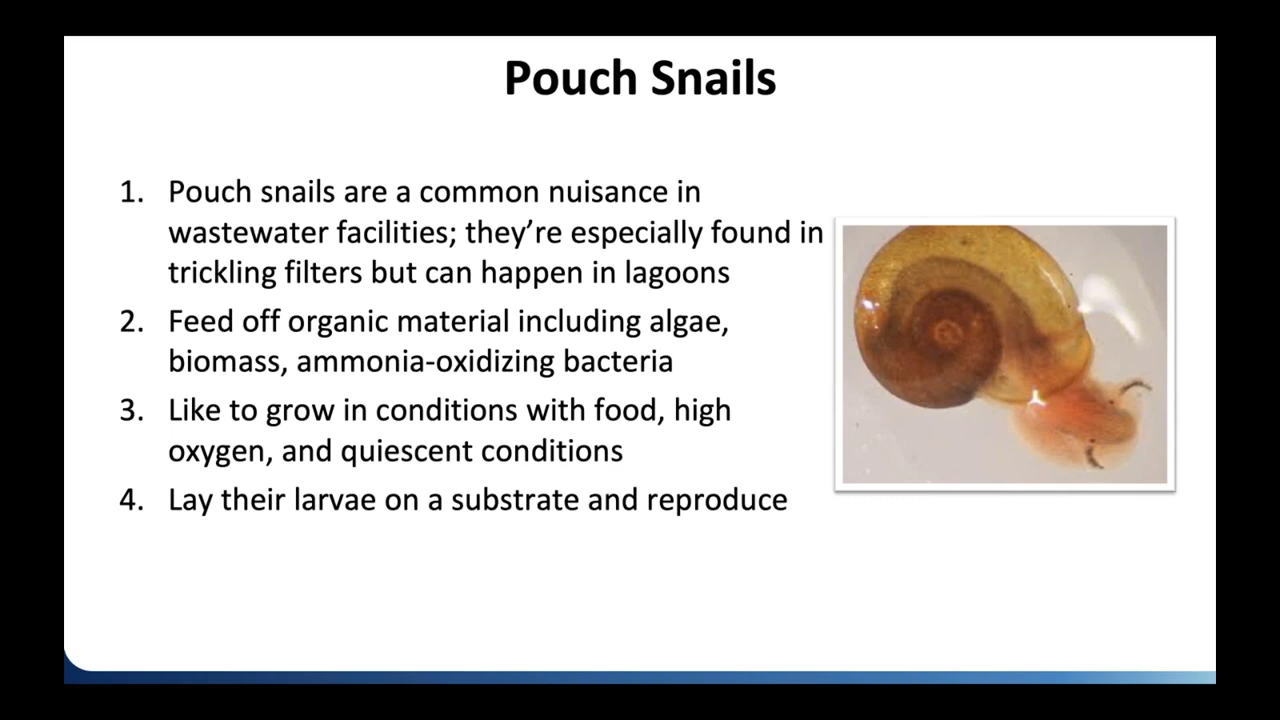 Pouch Snails
1. Pouch snails are a common nuisance in
wastewater facilities; they’re especially found in
trickling filters but can happen in lagoons
2. Feed off organic material including algae,
biomass, ammonia-oxidizing bacteria
3. Like to grow in conditions with food, high
oxygen, and quiescent conditions
4. Lay their larvae on a substrate and reproduce